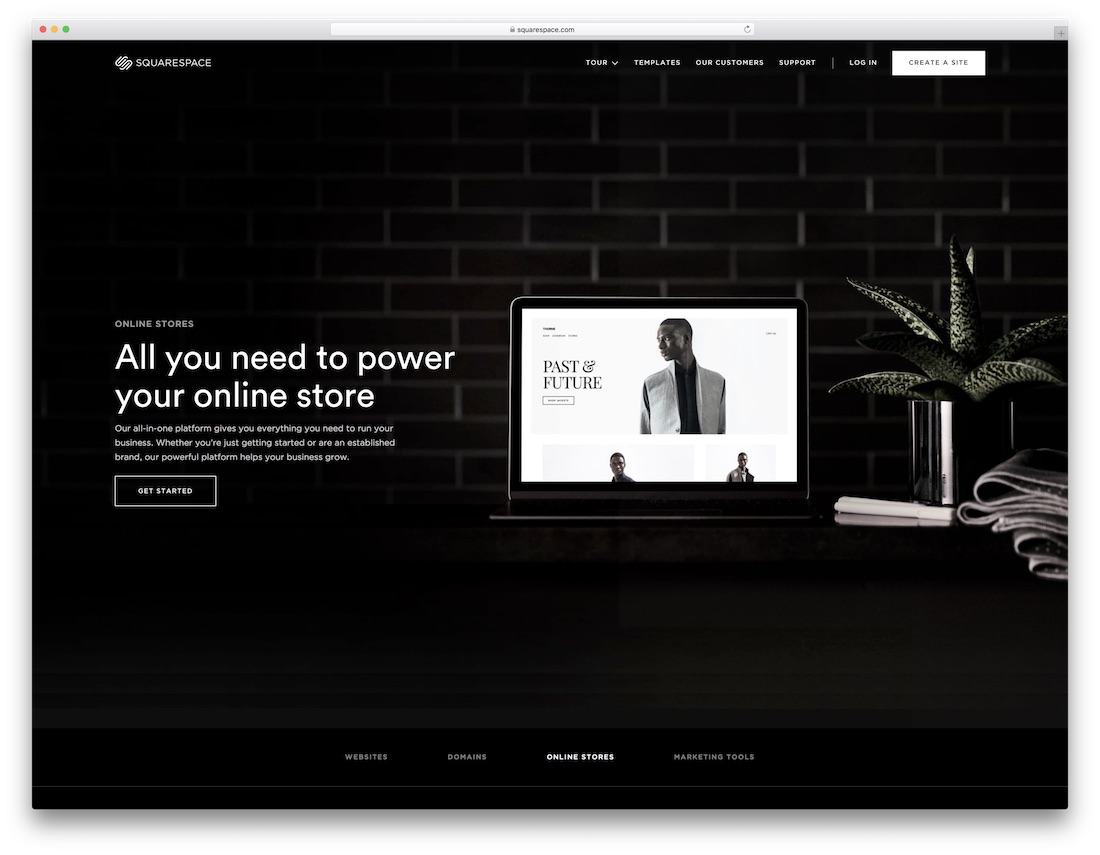 squarespace.com
SQUARESPACE
TOUR
TEMPLATES
OUR CUSTOMERS
SUPPORT
LOG IN
CREATE A SITE
ONLINE STORES
All you need to power
your online store
Our all-in-one platform gives you everything you need to run your
business. Whether you're just getting started or are an established
brand, our powerful platform helps your business grow.
GET STARTED
PAST &
FUTURE
WEBSITES
DOMAINS
ONLINE STORES
MARKETING TOOLS